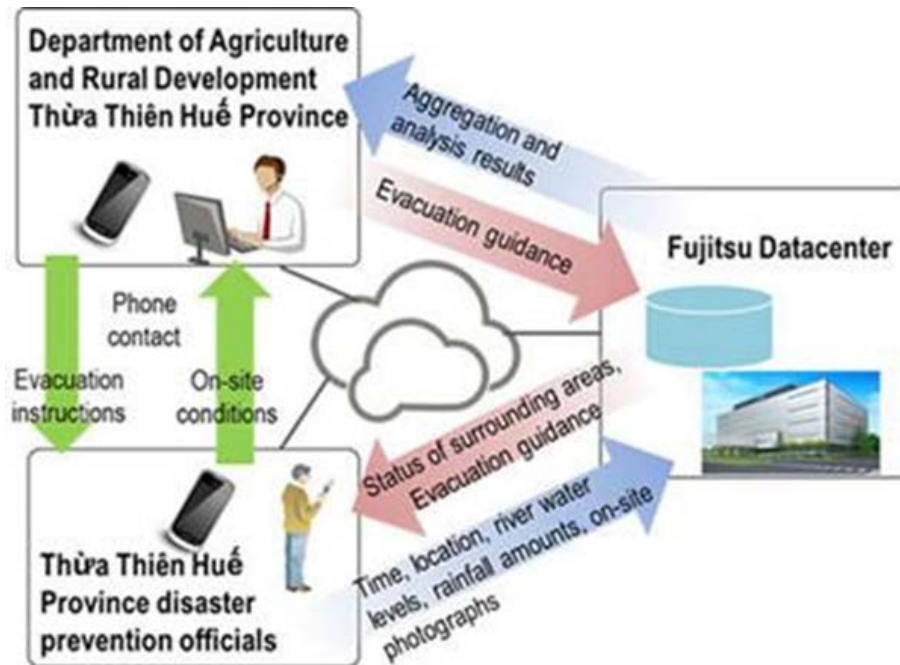 Department of Agriculture
and Rural Development
Thừa Thiên Huế Province
Aggregation and
analysis results
Evacuation guidance
Fujitsu Datacenter
Phone
contact
Evacuation
instructions
On-site
conditions
Status of surrounding areas,
Evacuation guidance
Thừa Thiên Huế
Province disaster
prevention officials
Time, location, river water
levels, rainfall amounts, on-site
photographs